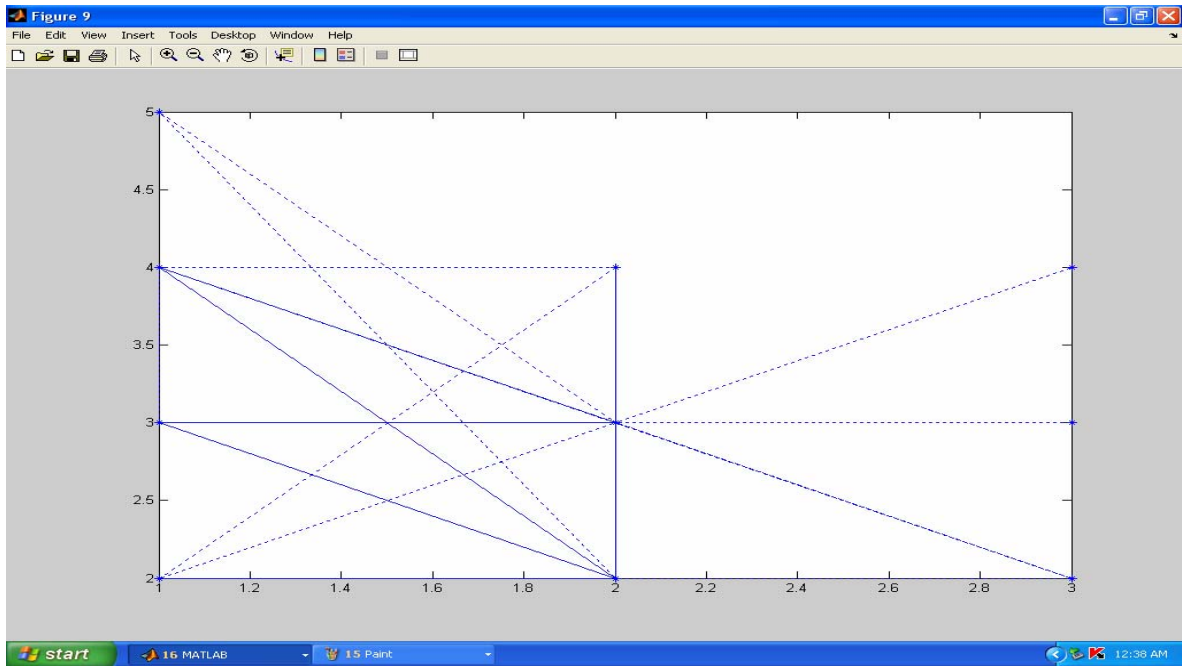 Figure 9
File Edit View Insert Tools Desktop Window Help
5
4.5
4
3.5
3
2.5
2
1 1.2 1.4 1.6 1.8 2 2.2 2.4 2.6 2.8 3
start 16 MATLAB 15 Paint 12:38 AM